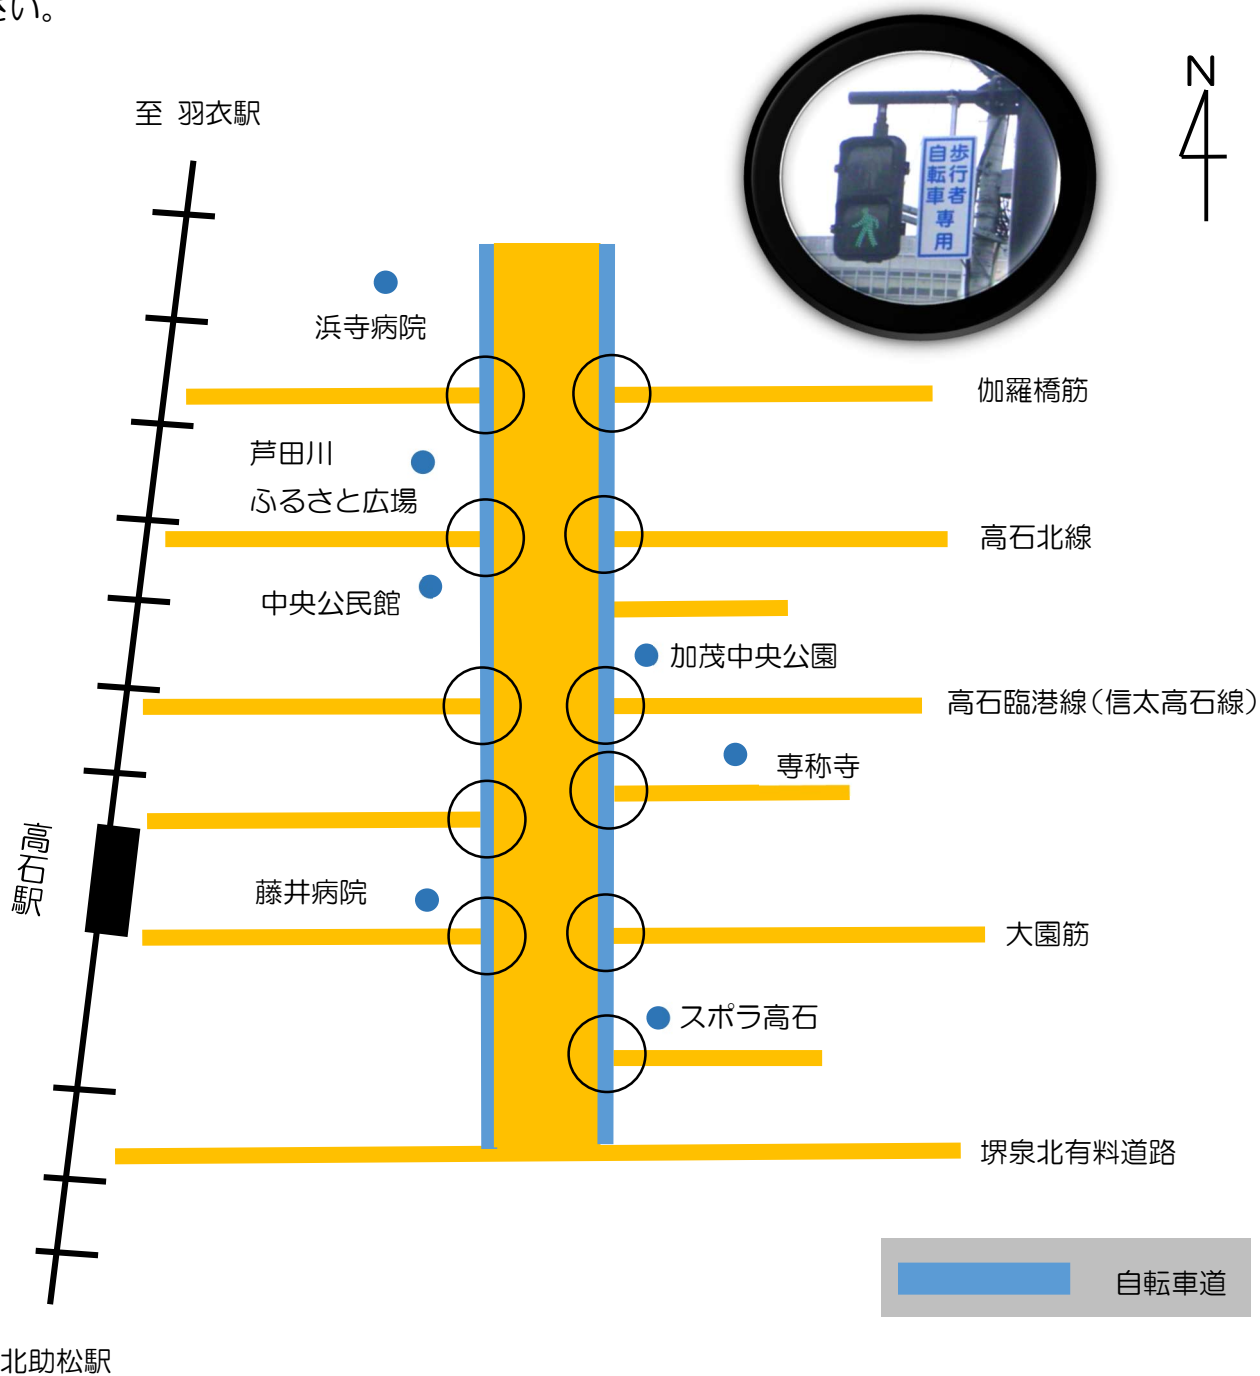 さい。
至 羽衣駅
N
歩行者
自転車
専用
浜寺病院
伽羅橋筋
芦田川
ふるさと広場
高石北線
中央公民館
加茂中央公園
高石臨港線（信太高石線）
専称寺
高石駅
藤井病院
大園筋
スポラ高石
堺泉北有料道路
自転車道
北助松駅